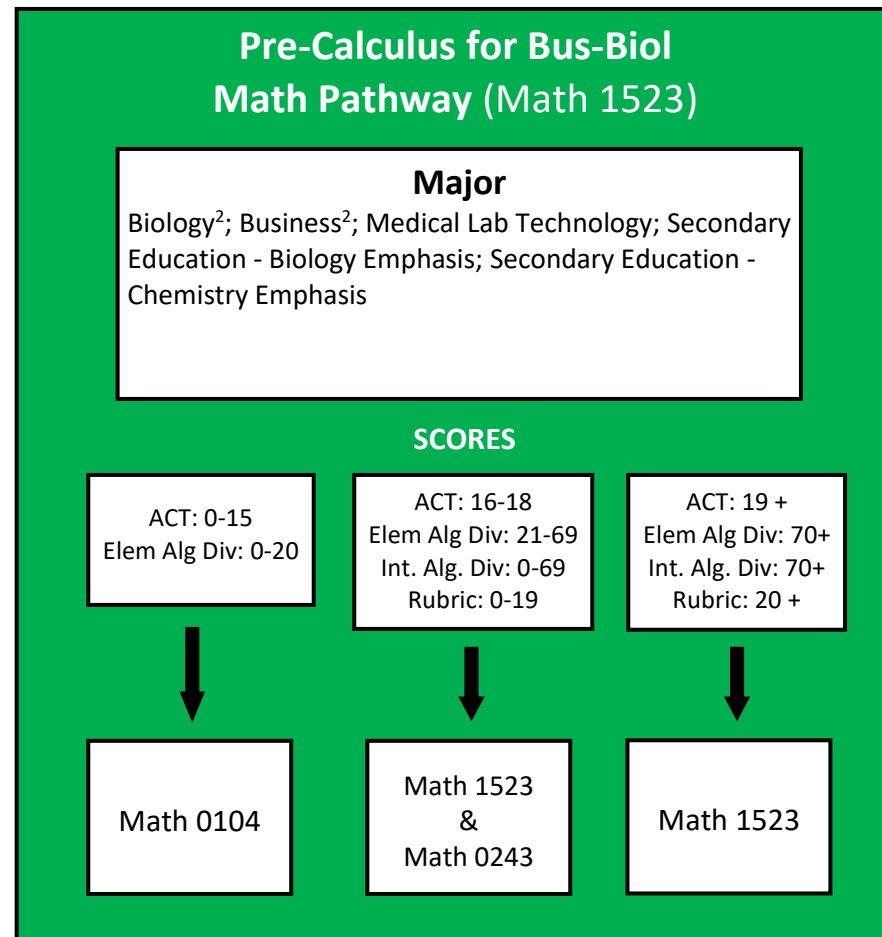 Pre-Calculus for Bus-Biol
Math Pathway (Math 1523)
Major
Biology²; Business²; Medical Lab Technology; Secondary
Education - Biology Emphasis; Secondary Education -
Chemistry Emphasis
SCORES
ACT: 0-15
Elem Alg Div: 0-20
ACT: 16-18
Elem Alg Div: 21-69
Int. Alg. Div: 0-69
Rubric: 0-19
ACT: 19 +
Elem Alg Div: 70+
Int. Alg. Div: 70+
Rubric: 20 +
Math 0104
Math 1523
&
Math 0243
Math 1523